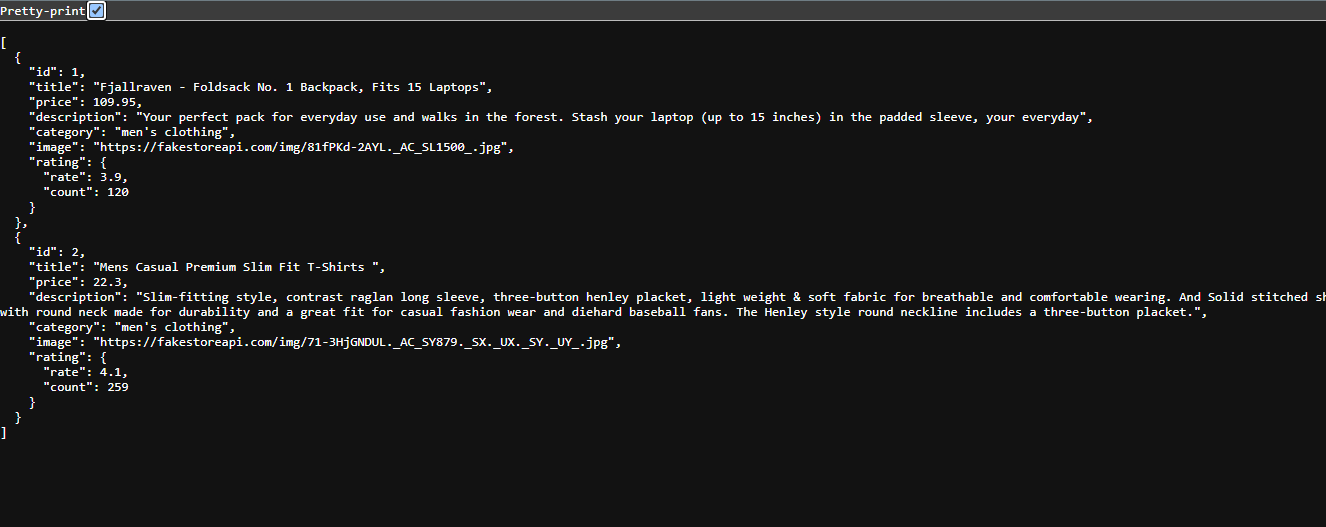 Pretty-print
[
  {
    "id": 1,
    "title": "Fjallraven - Foldsack No. 1 Backpack, Fits 15 Laptops",
    "price": 109.95,
    "description": "Your perfect pack for everyday use and walks in the forest. Stash your laptop (up to 15 inches) in the padded sleeve, your everyday",
    "category": "men's clothing",
    "image": "https://fakestoreapi.com/img/81fPKd-2AYL._AC_SL1500_.jpg",
    "rating": {
      "rate": 3.9,
      "count": 120
    }
  },
  {
    "id": 2,
    "title": "Mens Casual Premium Slim Fit T-Shirts ",
    "price": 22.3,
    "description": "Slim-fitting style, contrast raglan long sleeve, three-button henley placket, light weight & soft fabric for breathable and comfortable wearing. And Solid stitched
with round neck made for durability and a great fit for casual fashion wear and diehard baseball fans. The Henley style round neckline includes a three-button placket.",
    "category": "men's clothing",
    "image": "https://fakestoreapi.com/img/71-3HjGNDUL._AC_SY879._SX._UX._SY._UY_.jpg",
    "rating": {
      "rate": 4.1,
      "count": 259
    }
  }
]